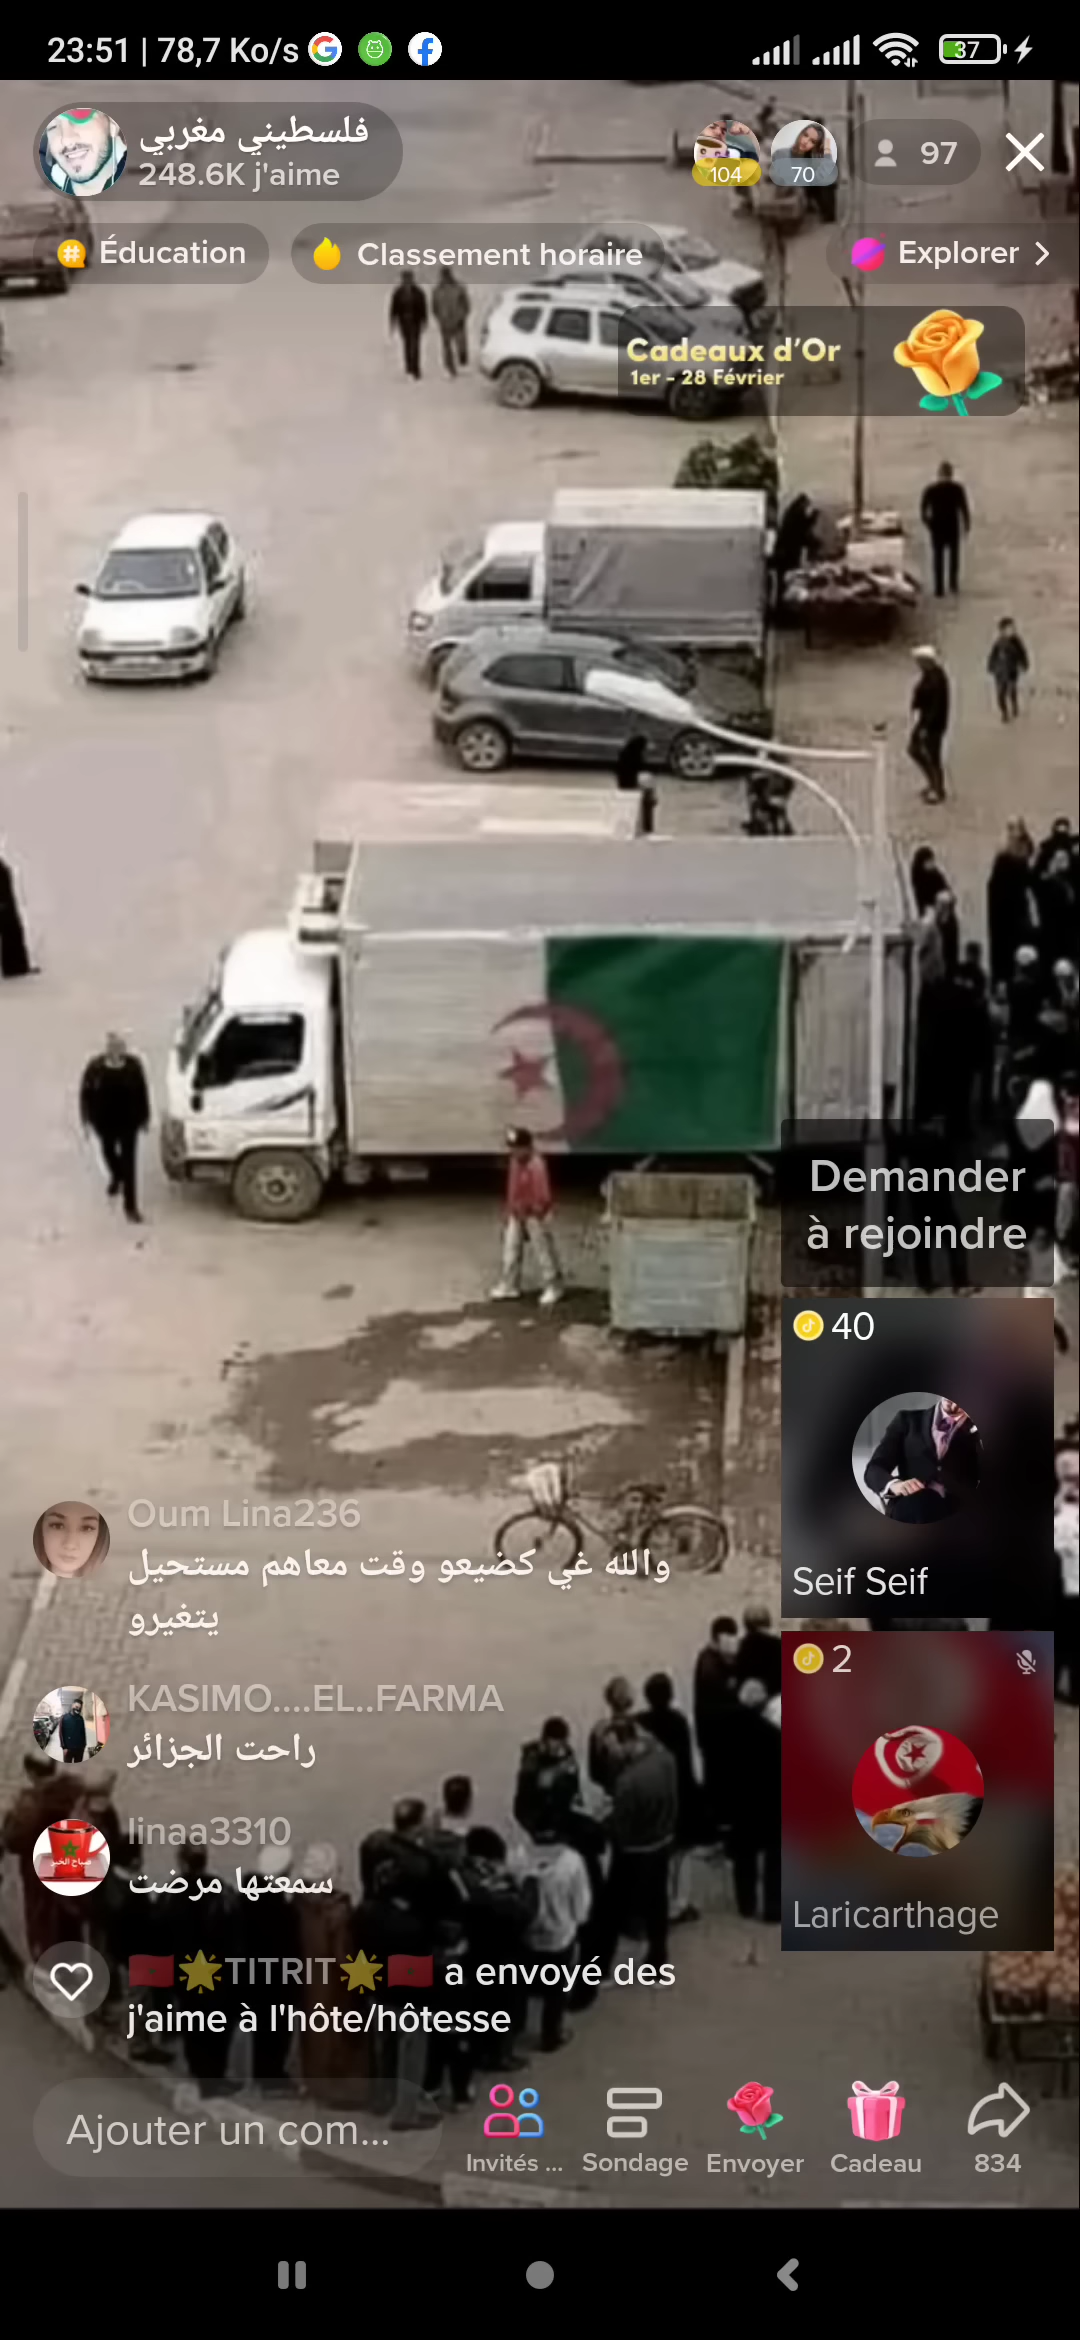 23:51 | 78,7 Ko/s
37
فلسطيني مغربي
248.6K j'aime
104
70
97
Éducation
Classement horaire
Explorer
Cadeaux d'Or
1er - 28 Février
Demander
à rejoindre
40
Seif Seif
2
Laricarthage
Oum Lina236
والله غي كضيعو وقت معاهم مستحيل
يتغيرو
KASIMO....EL..FARMA
راحت الجزائر
linaa3310
صباح الخير
سمعتها مرضت
🇲🇦🌟TITRIT🌟🇲🇦 a envoyé des
j'aime à l'hôte/hôtesse
Ajouter un com...
Invités ...
Sondage
Envoyer
Cadeau
834